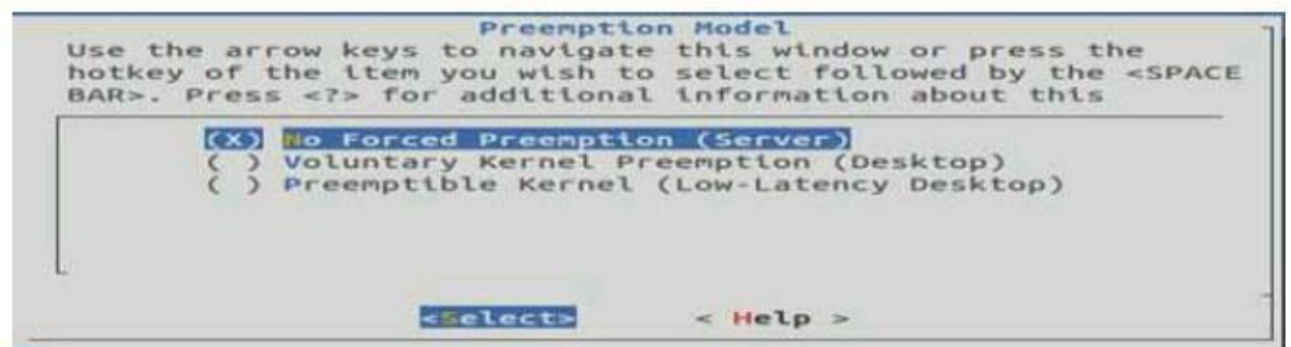 Preemption Model
Use the arrow keys to navigate this window or press the
hotkey of the item you wish to select followed by the <SPACE
BAR>. Press <?> for additional information about this
(X) No Forced Preemption (Server)
( ) Voluntary Kernel Preemption (Desktop)
( ) Preemptible Kernel (Low-Latency Desktop)
<Select> < Help >